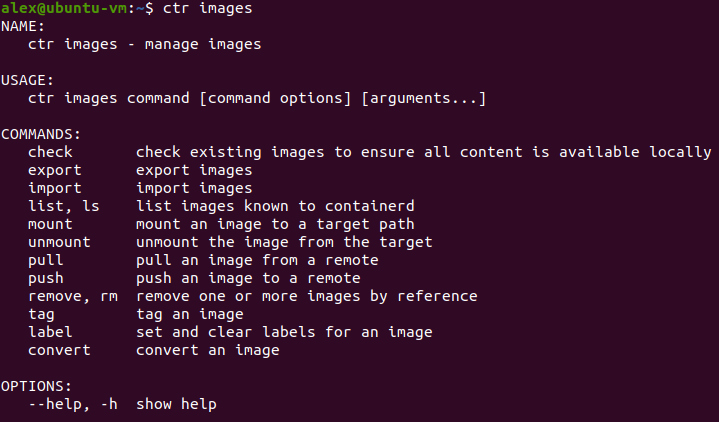 alex@ubuntu-vm:~$ ctr images
NAME:
   ctr images - manage images

USAGE:
   ctr images command [command options] [arguments...]

COMMANDS:
   check       check existing images to ensure all content is available locally
   export      export images
   import      import images
   list, ls    list images known to containerd
   mount       mount an image to a target path
   unmount     unmount the image from the target
   pull        pull an image from a remote
   push        push an image to a remote
   remove, rm  remove one or more images by reference
   tag         tag an image
   label       set and clear labels for an image
   convert     convert an image

OPTIONS:
   --help, -h  show help